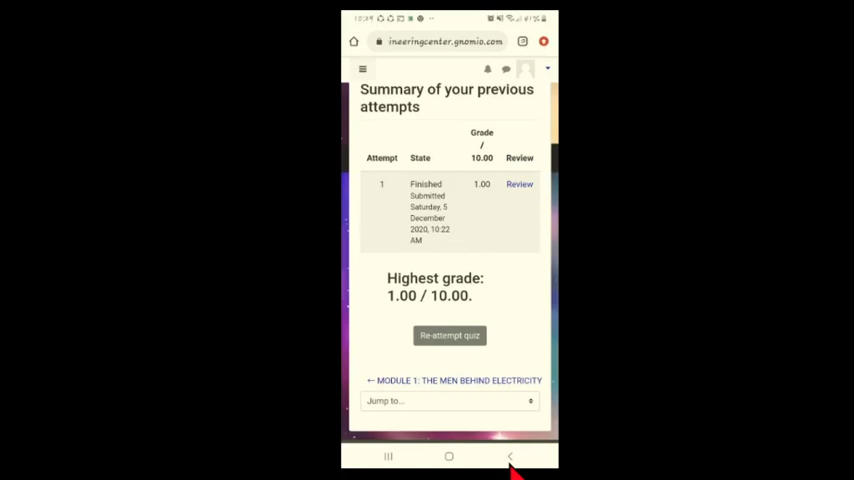 ineeringcenter.gnomio.com
Summary of your previous
attempts
Grade
/
Attempt State 10.00 Review
1 Finished 1.00 Review
Submitted
Saturday, 5
December
2020, 10:22
AM
Highest grade:
1.00 / 10.00.
Re-attempt quiz
← MODULE 1: THE MEN BEHIND ELECTRICITY
Jump to...